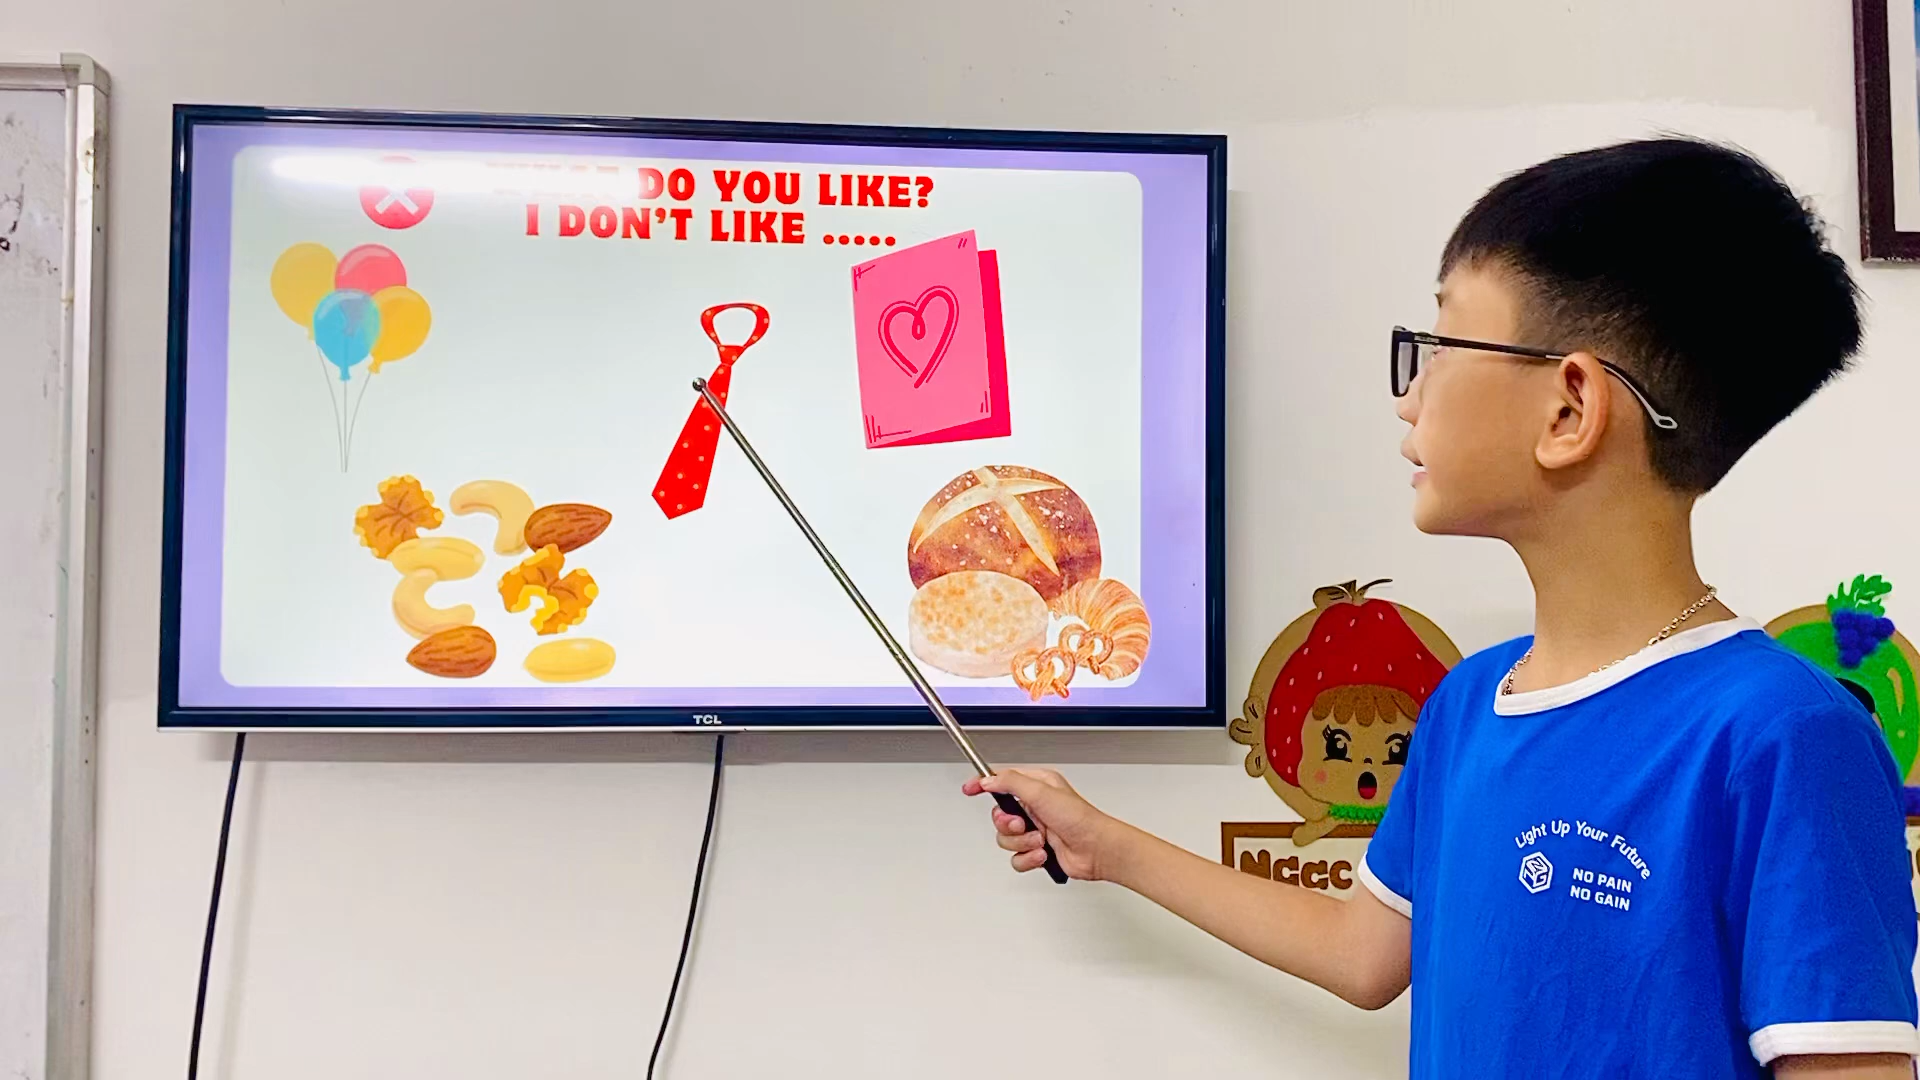 DO YOU LIKE?
I DON'T LIKE .....
TCL
Light Up Your Future
NO PAIN
NO GAIN